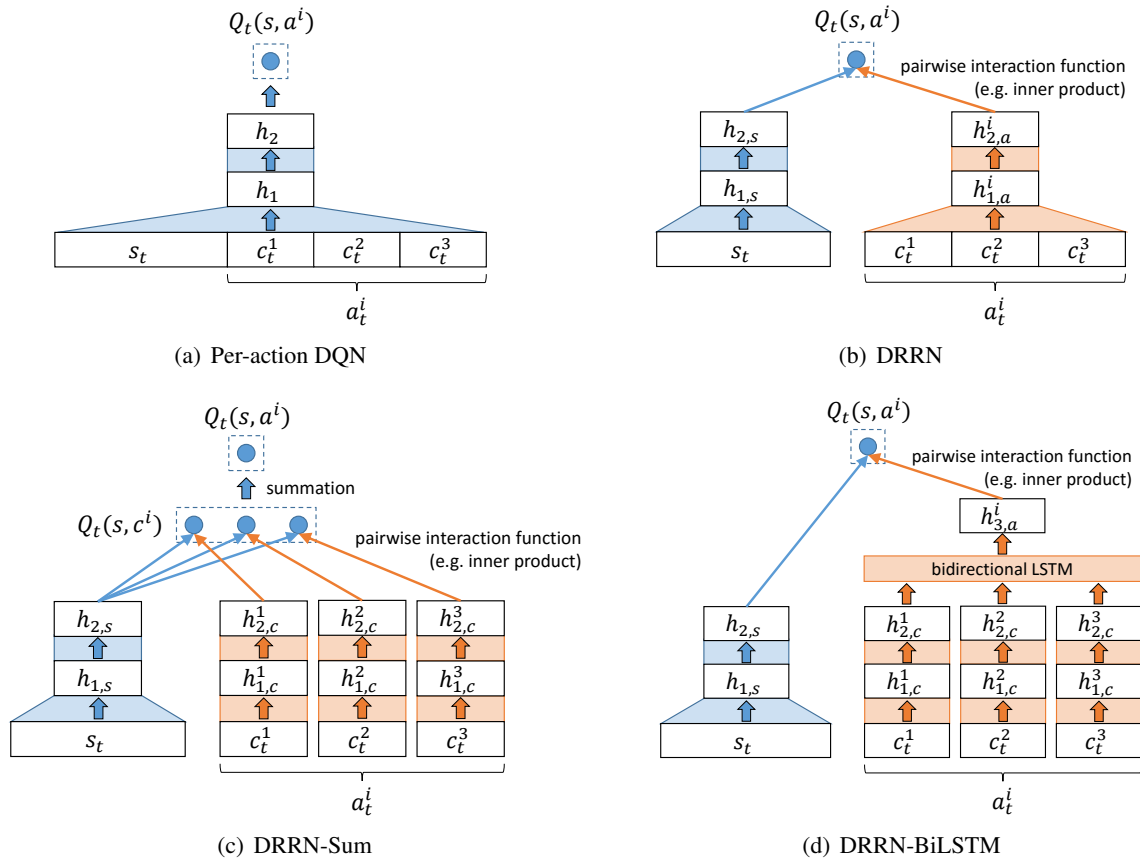 Q_t(s, a^i)
h_2
h_1
s_t c_t^1 c_t^2 c_t^3
a_t^i
(a) Per-action DQN
Q_t(s, a^i)
pairwise interaction function
(e.g. inner product)
h_{2,s} h_{2,a}^i
h_{1,s} h_{1,a}^i
s_t c_t^1 c_t^2 c_t^3
a_t^i
(b) DRRN
Q_t(s, a^i)
summation
Q_t(s, c^i)
pairwise interaction function
(e.g. inner product)
h_{2,s} h_{2,c}^1 h_{2,c}^2 h_{2,c}^3
h_{1,s} h_{1,c}^1 h_{1,c}^2 h_{1,c}^3
s_t c_t^1 c_t^2 c_t^3
a_t^i
(c) DRRN-Sum
Q_t(s, a^i)
pairwise interaction function
(e.g. inner product)
h_{3,a}^i
bidirectional LSTM
h_{2,s} h_{2,c}^1 h_{2,c}^2 h_{2,c}^3
h_{1,s} h_{1,c}^1 h_{1,c}^2 h_{1,c}^3
s_t c_t^1 c_t^2 c_t^3
a_t^i
(d) DRRN-BiLSTM